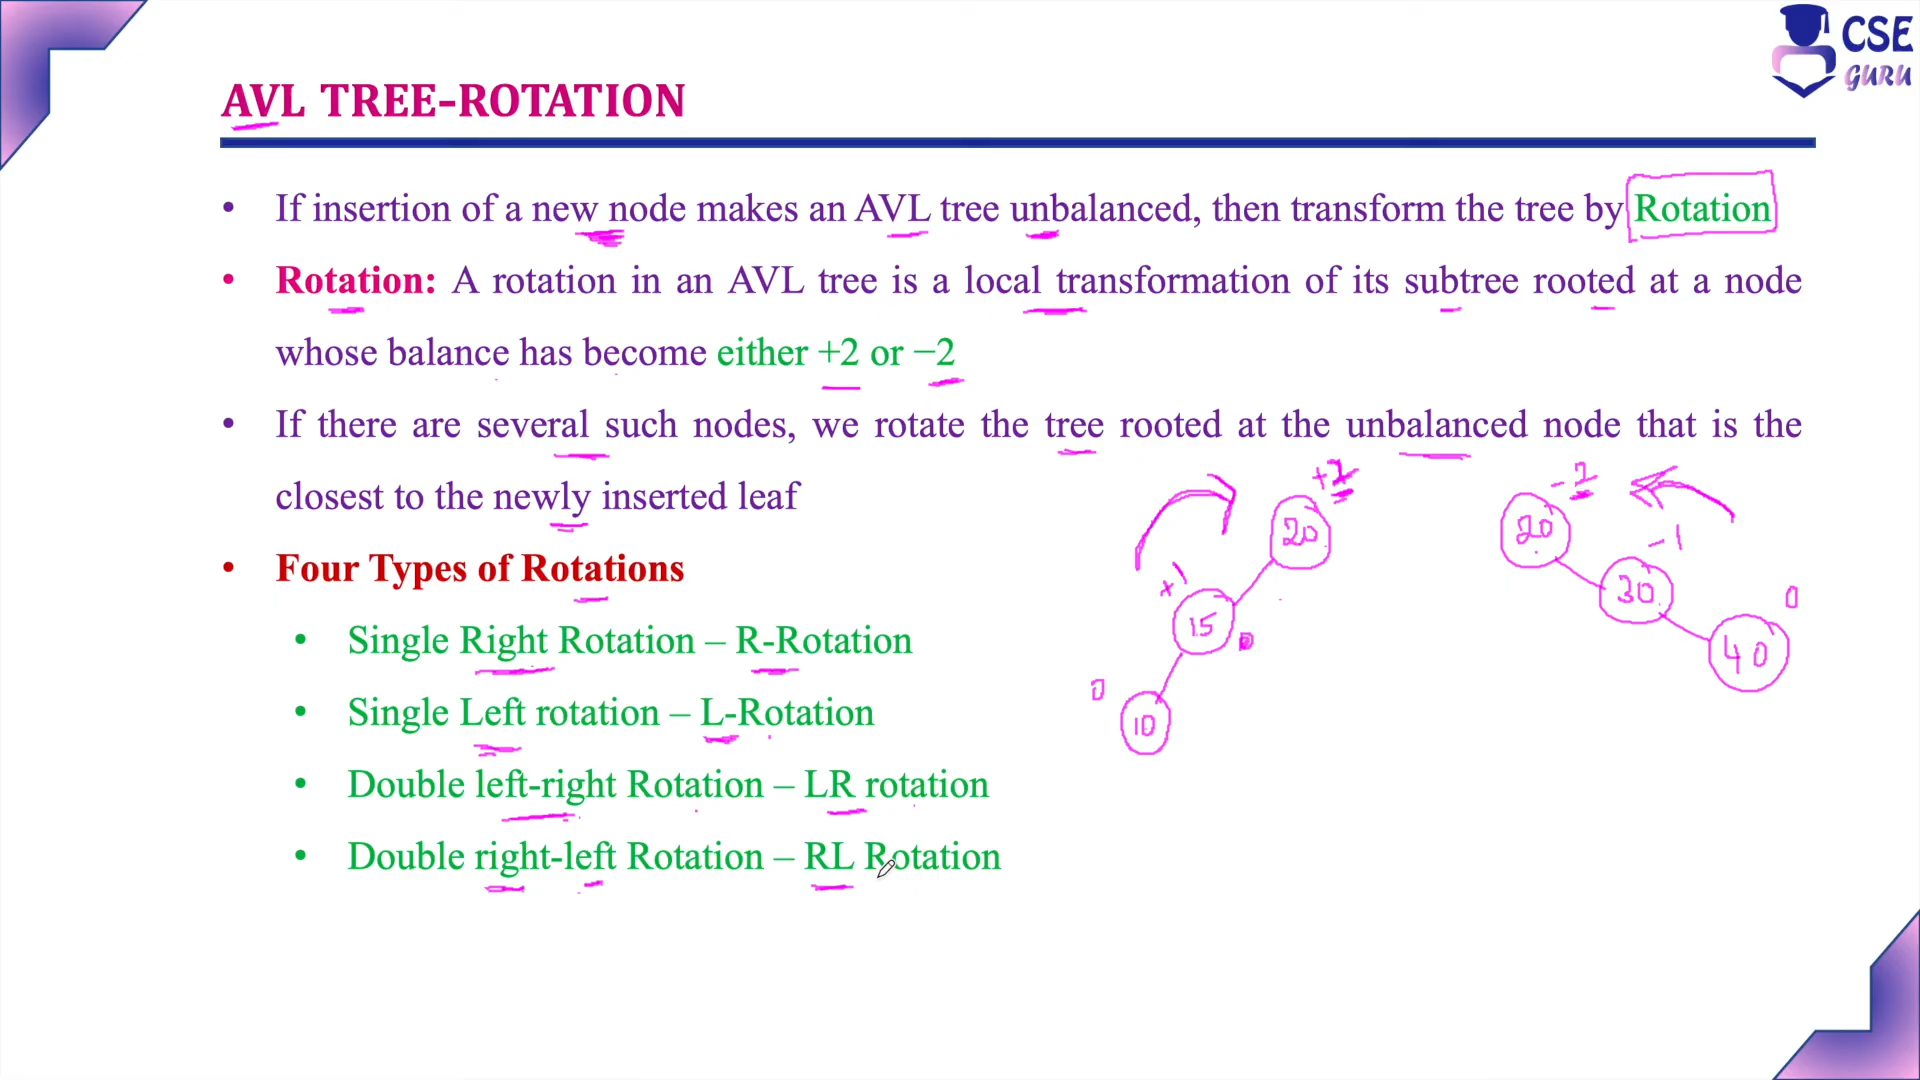 CSE
GURU
AVL TREE-ROTATION
• If insertion of a new node makes an AVL tree unbalanced, then transform the tree by Rotation
• Rotation: A rotation in an AVL tree is a local transformation of its subtree rooted at a node
whose balance has become either +2 or −2
• If there are several such nodes, we rotate the tree rooted at the unbalanced node that is the
closest to the newly inserted leaf
• Four Types of Rotations
• Single Right Rotation – R-Rotation
• Single Left rotation – L-Rotation
• Double left-right Rotation – LR rotation
• Double right-left Rotation – RL Rotation
+2
20
+1
15
0
10
-2
20
-1
30
0
40